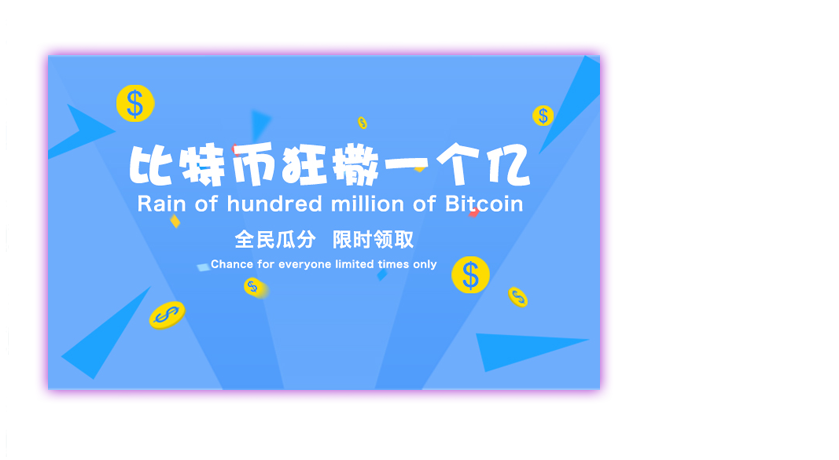 比特币狂撒一个亿
Rain of hundred million of Bitcoin
全民瓜分 限时领取
Chance for everyone limited times only